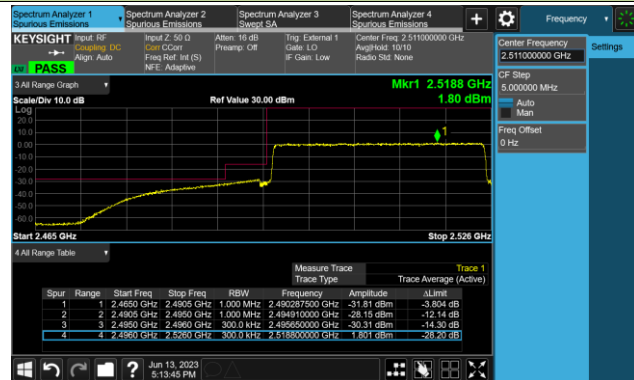 Spectrum Analyzer 1
Spurious Emissions
Spectrum Analyzer 2
Spurious Emissions
Spectrum Analyzer 3
Swept SA
Spectrum Analyzer 4
Spurious Emissions
+
Frequency
KEYSIGHT
Input: RF
Coupling: DC
Align: Auto
Input Z: 50 Ω
Corr CCorr
Freq Ref: Int (S)
NFE: Adaptive
Atten: 16 dB
Preamp: Off
Trig: External 1
Gate: LO
IF Gain: Low
Center Freq: 2.511000000 GHz
Avg|Hold: 10/10
Radio Std: None
PASS
Center Frequency
2.511000000 GHz
Settings
CF Step
5.000000 MHz
Auto
Man
Freq Offset
0 Hz
3 All Range Graph
Mkr1 2.5188 GHz
Scale/Div 10.0 dB
Ref Value 30.00 dBm
1.80 dBm
Log
20.0
10.0
0.00
-10.0
-20.0
-30.0
-40.0
-50.0
-60.0
1
Start 2.465 GHz
Stop 2.526 GHz
4 All Range Table
Measure Trace Trace 1
Trace Type Trace Average (Active)
Spur Range Start Freq Stop Freq RBW Frequency Amplitude ΔLimit
1 1 2.4650 GHz 2.4905 GHz 1.000 MHz 2.490287500 GHz -31.81 dBm -3.804 dB
2 2 2.4905 GHz 2.4950 GHz 1.000 MHz 2.494910000 GHz -28.15 dBm -12.14 dB
3 3 2.4950 GHz 2.4960 GHz 300.0 kHz 2.495650000 GHz -30.31 dBm -14.30 dB
4 4 2.4960 GHz 2.5260 GHz 300.0 kHz 2.518800000 GHz 1.801 dBm -28.20 dB
?
Jun 13, 2023
5:13:45 PM